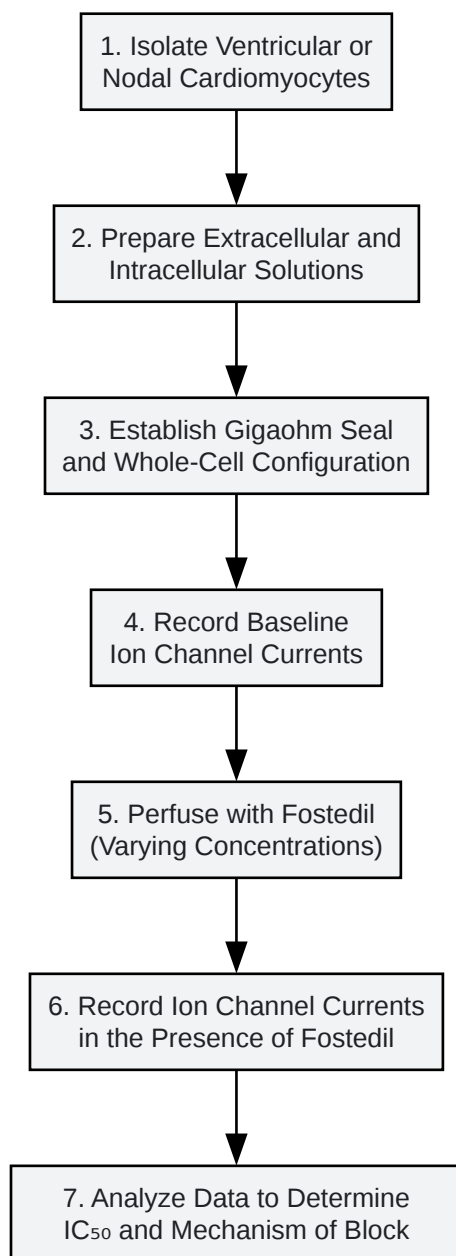 1. Isolate Ventricular or
Nodal Cardiomyocytes
2. Prepare Extracellular and
Intracellular Solutions
3. Establish Gigaohm Seal
and Whole-Cell Configuration
4. Record Baseline
Ion Channel Currents
5. Perfuse with Fostedil
(Varying Concentrations)
6. Record Ion Channel Currents
in the Presence of Fostedil
7. Analyze Data to Determine
IC₅₀ and Mechanism of Block